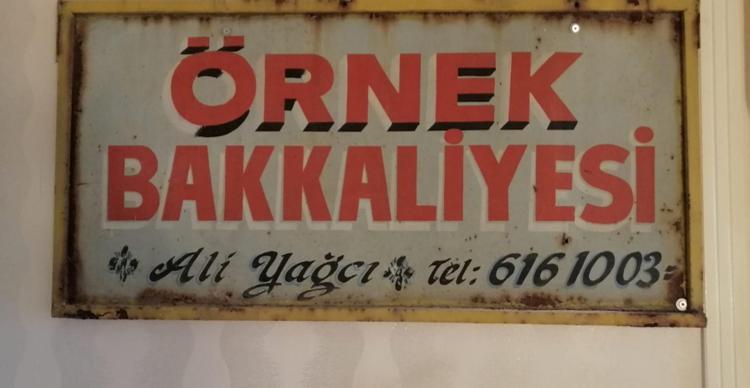 ÖRNEK
BAKKALİYESİ
Ali Yağcı Tel: 616 10 03